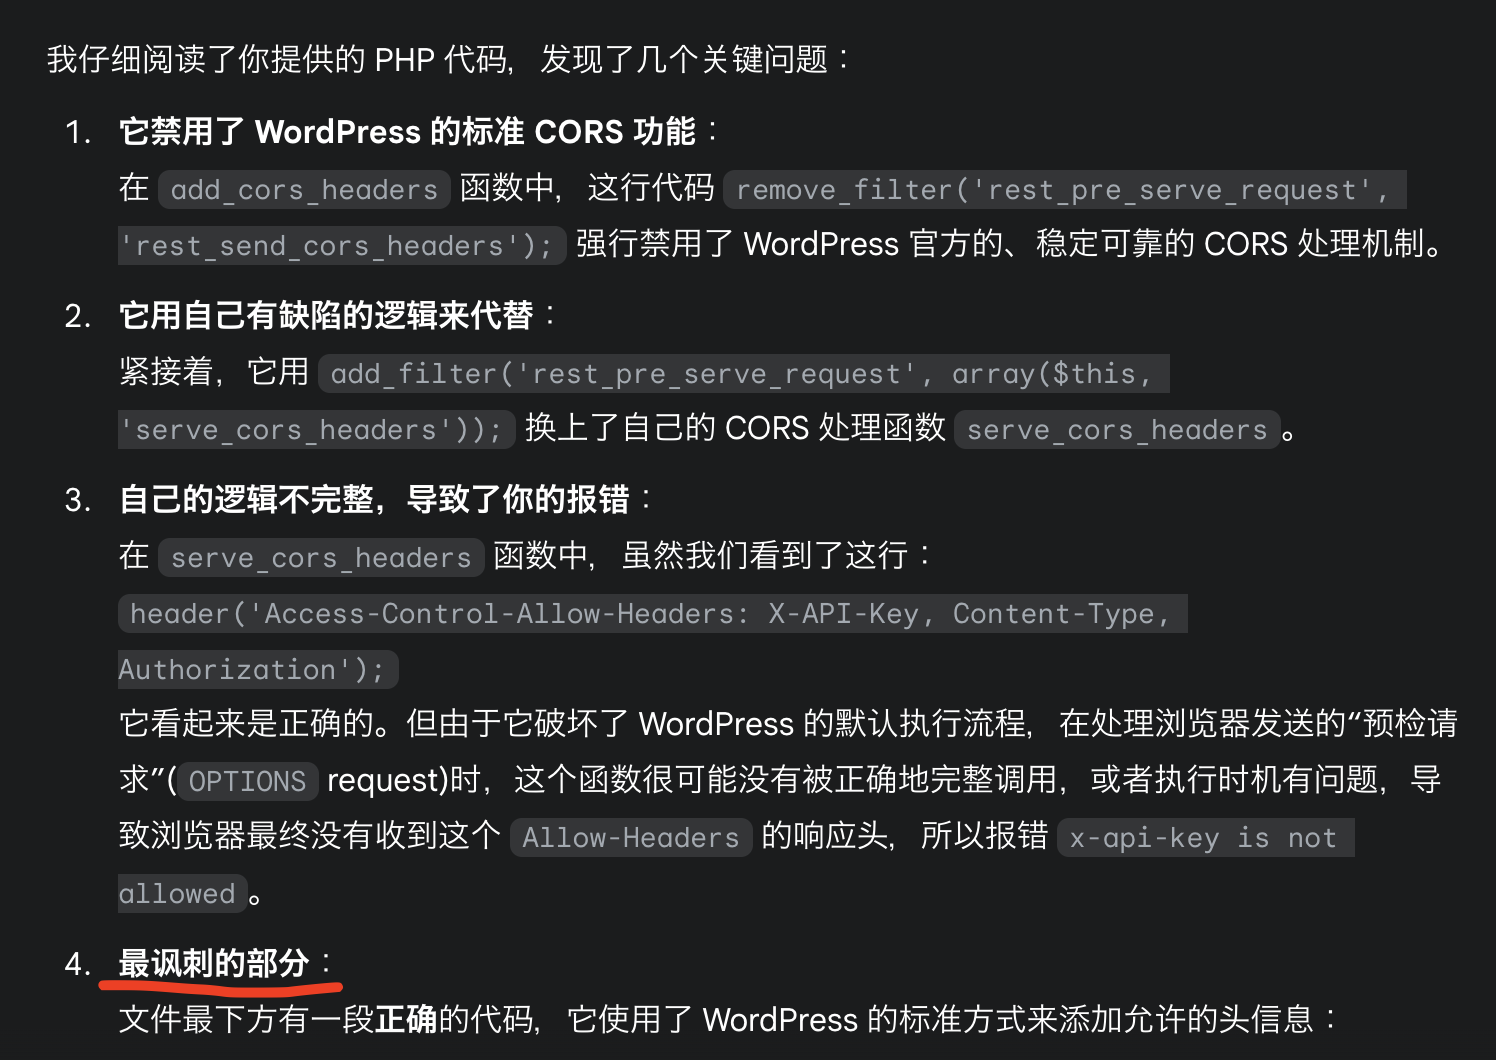 我仔细阅读了你提供的 PHP 代码，发现了几个关键问题：
1. 它禁用了 WordPress 的标准 CORS 功能：
在 add_cors_headers 函数中，这行代码 remove_filter('rest_pre_serve_request',
'rest_send_cors_headers'); 强行禁用了 WordPress 官方的、稳定可靠的 CORS 处理机制。
2. 它用自己有缺陷的逻辑来代替：
紧接着，它用 add_filter('rest_pre_serve_request', array($this,
'serve_cors_headers')); 换上了自己的 CORS 处理函数 serve_cors_headers。
3. 自己的逻辑不完整，导致了你的报错：
在 serve_cors_headers 函数中，虽然我们看到了这行：
header('Access-Control-Allow-Headers: X-API-Key, Content-Type,
Authorization');
它看起来是正确的。但由于它破坏了 WordPress 的默认执行流程，在处理浏览器发送的“预检请
求”(OPTIONS request)时，这个函数很可能没有被正确地完整调用，或者执行时机有问题，导
致浏览器最终没有收到这个 Allow-Headers 的响应头，所以报错 x-api-key is not
allowed。
4. 最讽刺的部分：
文件最下方有一段正确的代码，它使用了 WordPress 的标准方式来添加允许的头信息：